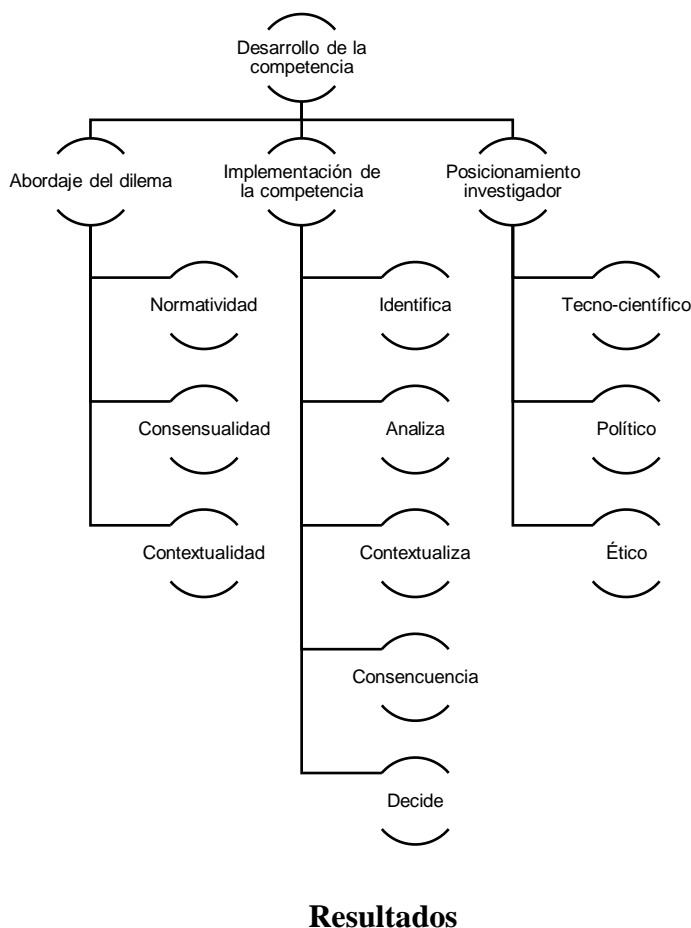 Desarrollo de la
competencia
Abordaje del dilema
Implementación de
la competencia
Posicionamiento
investigador
Normatividad
Identifica
Tecno-científico
Consensualidad
Analiza
Político
Contextualidad
Contextualiza
Ético
Consencuencia
Decide
Resultados